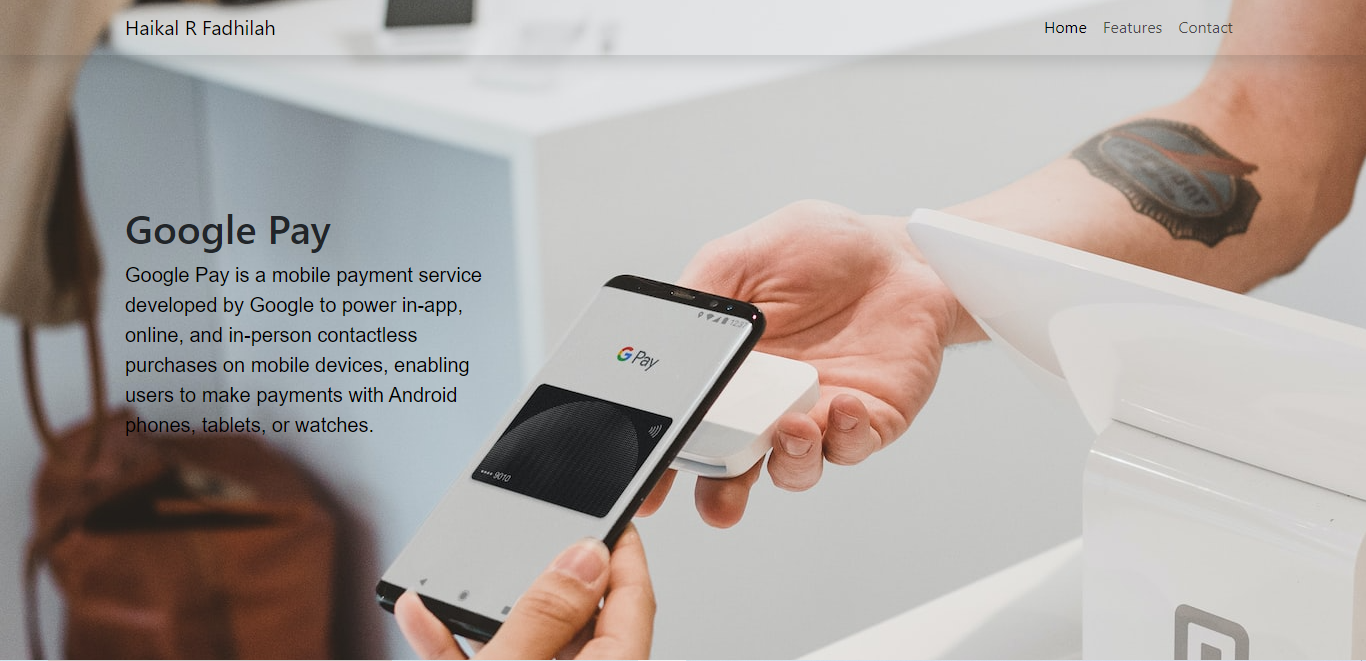 Haikal R Fadhilah
Home Features Contact
Google Pay
Google Pay is a mobile payment service
developed by Google to power in-app,
online, and in-person contactless
purchases on mobile devices, enabling
users to make payments with Android
phones, tablets, or watches.
G Pay
•••• 9010